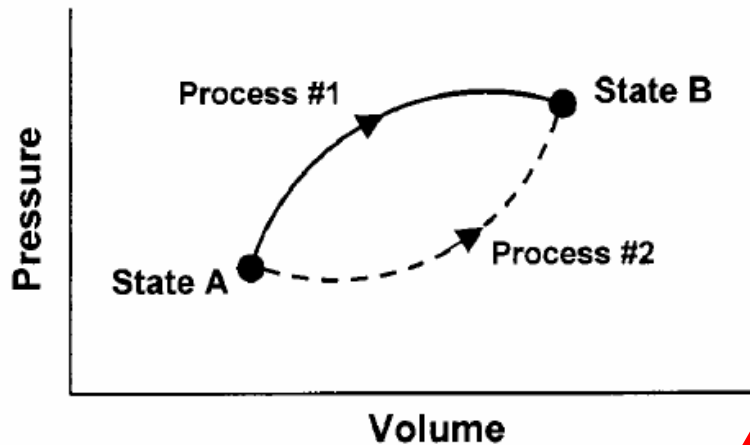 Process #1
State B
Pressure
State A
Process #2
Volume